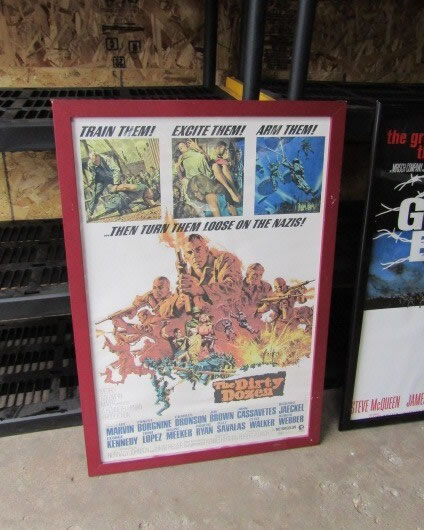 TRAIN THEM! EXCITE THEM! ARM THEM!
...THEN TURN THEM LOOSE ON THE NAZIS!
The Dirty
Dozen
MARVIN BORGNINE BRONSON BROWN CASSAVETES JAECKEL
KENNEDY LOPEZ MEEKER RYAN SAVALAS WALKER WEBBER
the gr
th
G
E
STEVE McQUEEN JAME